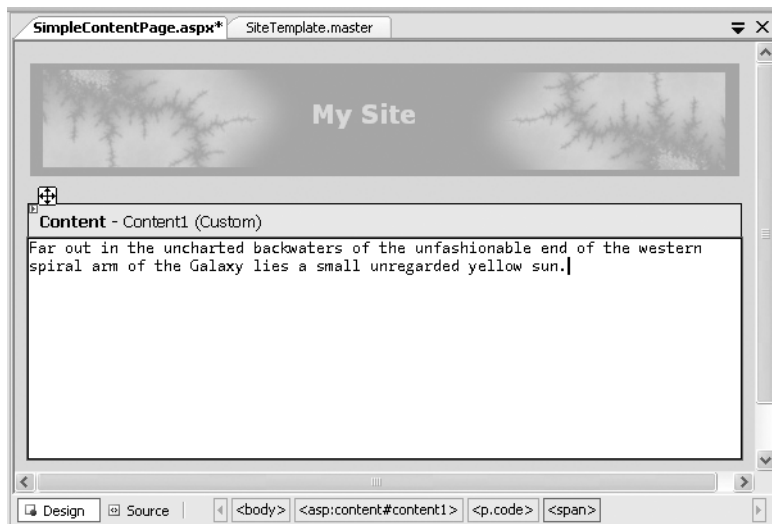 SimpleContentPage.aspx* SiteTemplate.master
My Site
Content - Content1 (Custom)
Far out in the uncharted backwaters of the unfashionable end of the western
spiral arm of the Galaxy lies a small unregarded yellow sun.
Design Source <body> <asp:content#content1> <p.code> <span>